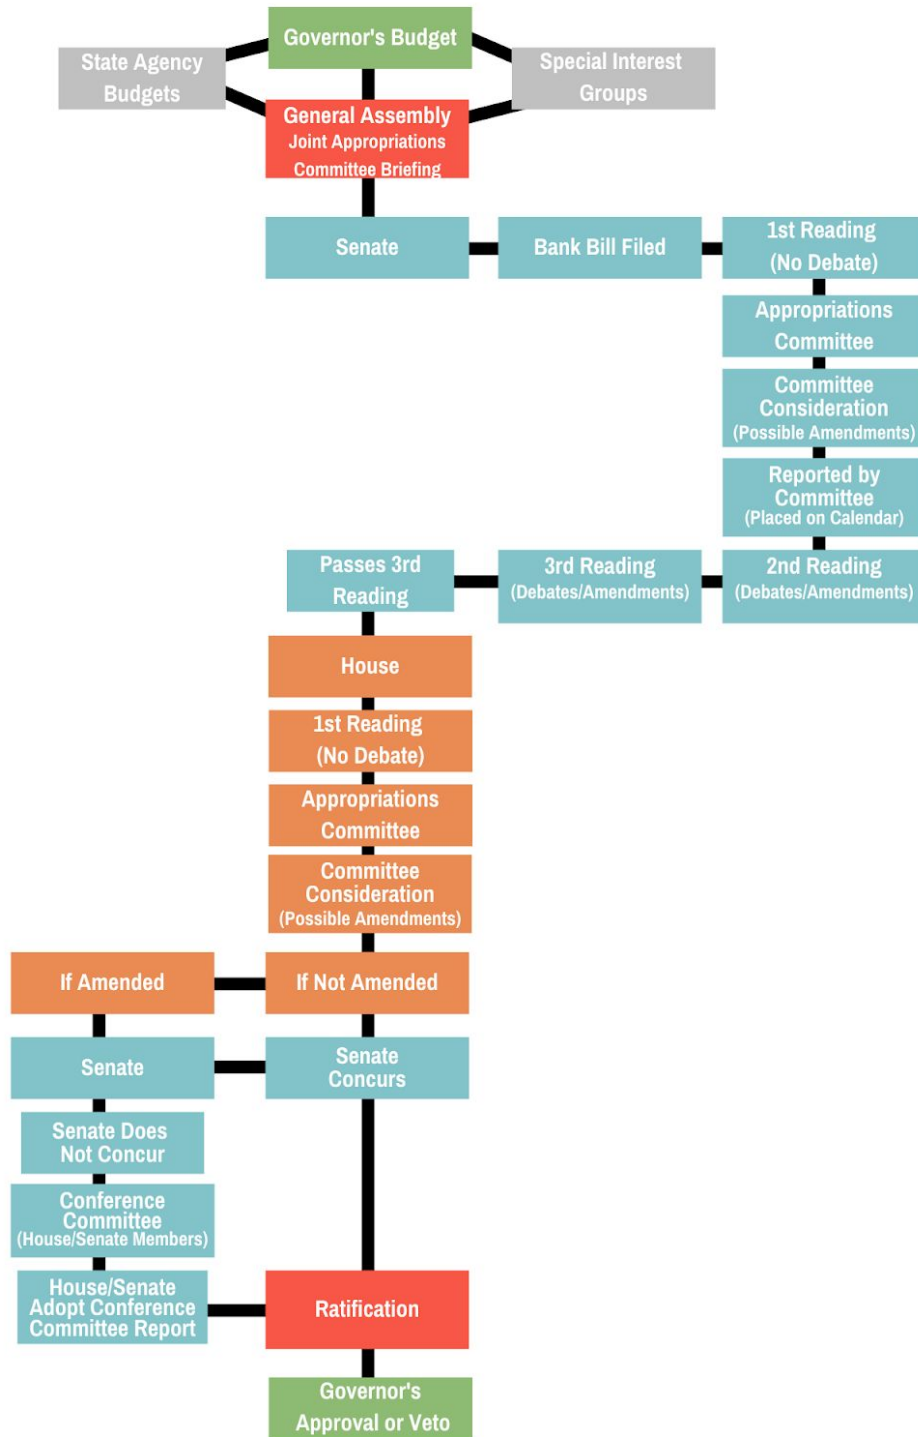 Governor's Budget
State Agency
Budgets
Special Interest
Groups
General Assembly
Joint Appropriations
Committee Briefing
Senate
Bank Bill Filed
1st Reading
(No Debate)
Appropriations
Committee
Committee
Consideration
(Possible Amendments)
Reported by
Committee
(Placed on Calendar)
Passes 3rd
Reading
3rd Reading
(Debates/Amendments)
2nd Reading
(Debates/Amendments)
House
1st Reading
(No Debate)
Appropriations
Committee
Committee
Consideration
(Possible Amendments)
If Amended
If Not Amended
Senate
Senate
Concurs
Senate Does
Not Concur
Conference
Committee
(House/Senate Members)
House/Senate
Adopt Conference
Committee Report
Ratification
Governor's
Approval or Veto